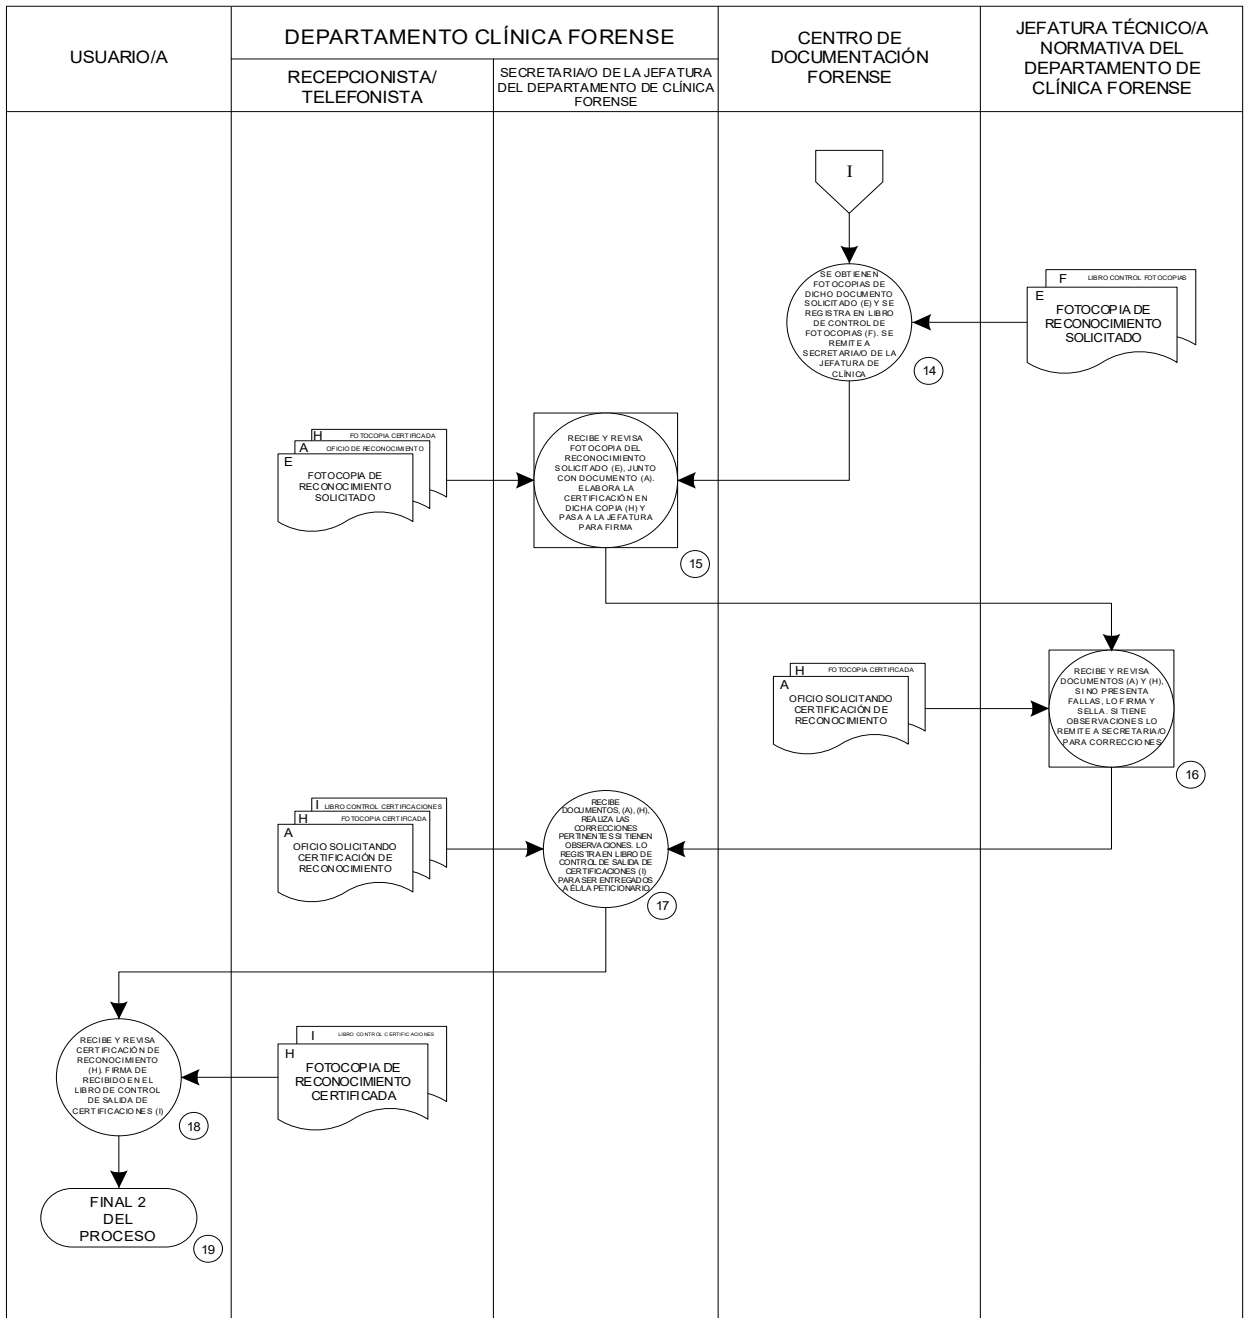 USUARIO/A
DEPARTAMENTO CLÍNICA FORENSE
RECEPCIONISTA/
TELEFONISTA
SECRETARIA/O DE LA JEFATURA
DEL DEPARTAMENTO DE CLÍNICA
FORENSE
CENTRO DE
DOCUMENTACIÓN
FORENSE
JEFATURA TÉCNICO/A
NORMATIVA DEL
DEPARTAMENTO DE
CLÍNICA FORENSE
I
SE OBTIENEN
FOTOCOPIAS DE
DICHO DOCUMENTO
SOLICITADO (E) Y SE
REGISTRA EN LIBRO
DE CONTROL DE
FOTOCOPIAS (F). SE
REMITE A
SECRETARIA/O DE LA
JEFATURA DE
CLÍNICA
14
F LIBRO CONTROL FOTOCOPIAS
E
FOTOCOPIA DE
RECONOCIMIENTO
SOLICITADO
H FOTOCOPIA CERTIFICADA
A OFICIO DE RECONOCIMIENTO
E
FOTOCOPIA DE
RECONOCIMIENTO
SOLICITADO
RECIBE Y REVISA
FOTOCOPIA DEL
RECONOCIMIENTO
SOLICITADO (E), JUNTO
CON DOCUMENTO (A).
ELABORA LA
CERTIFICACIÓN EN
DICHA COPIA (H) Y
PASA A LA JEFATURA
PARA FIRMA
15
H FOTOCOPIA CERTIFICADA
A
OFICIO SOLICITANDO
CERTIFICACIÓN DE
RECONOCIMIENTO
RECIBE Y REVISA
DOCUMENTOS (A) Y (H),
SI NO PRESENTA
FALLAS, LO FIRMA Y
SELLA. SI TIENE
OBSERVACIONES LO
REMITE A SECRETARIA/O
PARA CORRECCIONES
16
I LIBRO CONTROL CERTIFICACIONES
H FOTOCOPIA CERTIFICADA
A
OFICIO SOLICITANDO
CERTIFICACIÓN DE
RECONOCIMIENTO
RECIBE
DOCUMENTOS, (A), (H),
REALIZA LAS
CORRECCIONES
PERTINENTES SI TIENEN
OBSERVACIONES. LO
REGISTRA EN LIBRO DE
CONTROL DE SALIDA DE
CERTIFICACIONES (I)
PARA SER ENTREGADOS
A ÉL/LA PETICIONARIO
17
RECIBE Y REVISA
CERTIFICACIÓN DE
RECONOCIMIENTO
(H). FIRMA DE
RECIBIDO EN EL
LIBRO DE CONTROL
DE SALIDA DE
CERTIFICACIONES (I)
18
I LIBRO CONTROL CERTIFICACIONES
H
FOTOCOPIA DE
RECONOCIMIENTO
CERTIFICADA
FINAL 2
DEL
PROCESO
19